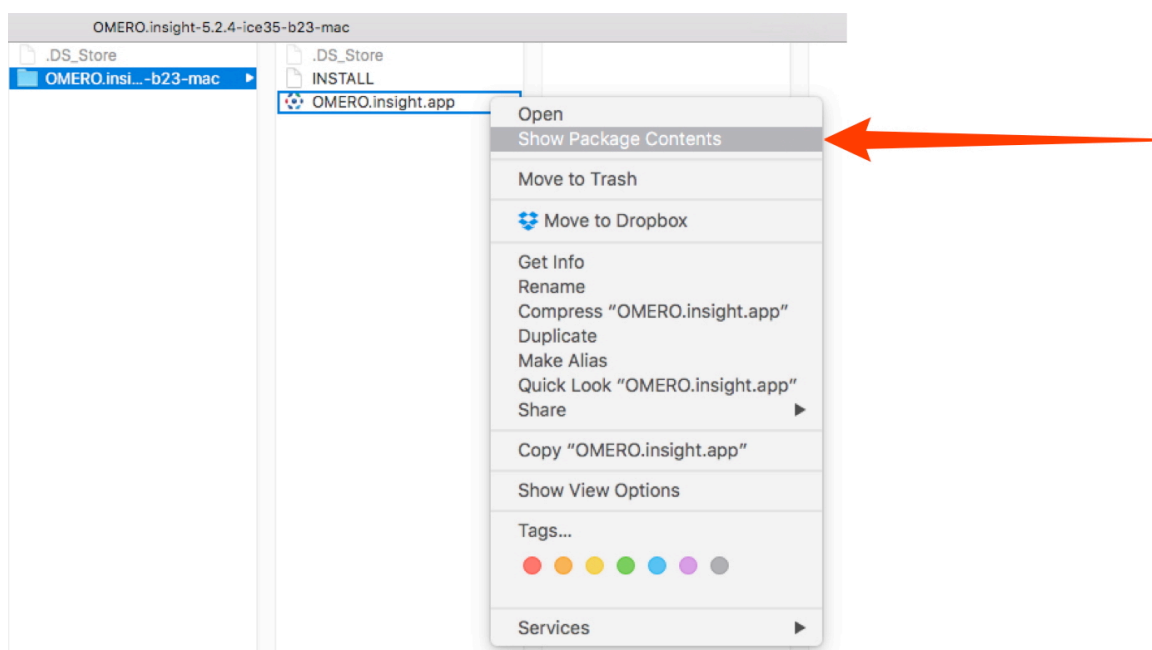 OMERO.insight-5.2.4-ice35-b23-mac
.DS_Store
OMERO.insi...-b23-mac
.DS_Store
INSTALL
OMERO.insight.app
Open
Show Package Contents
Move to Trash
Move to Dropbox
Get Info
Rename
Compress “OMERO.insight.app”
Duplicate
Make Alias
Quick Look “OMERO.insight.app”
Share
Copy “OMERO.insight.app”
Show View Options
Tags...
Services